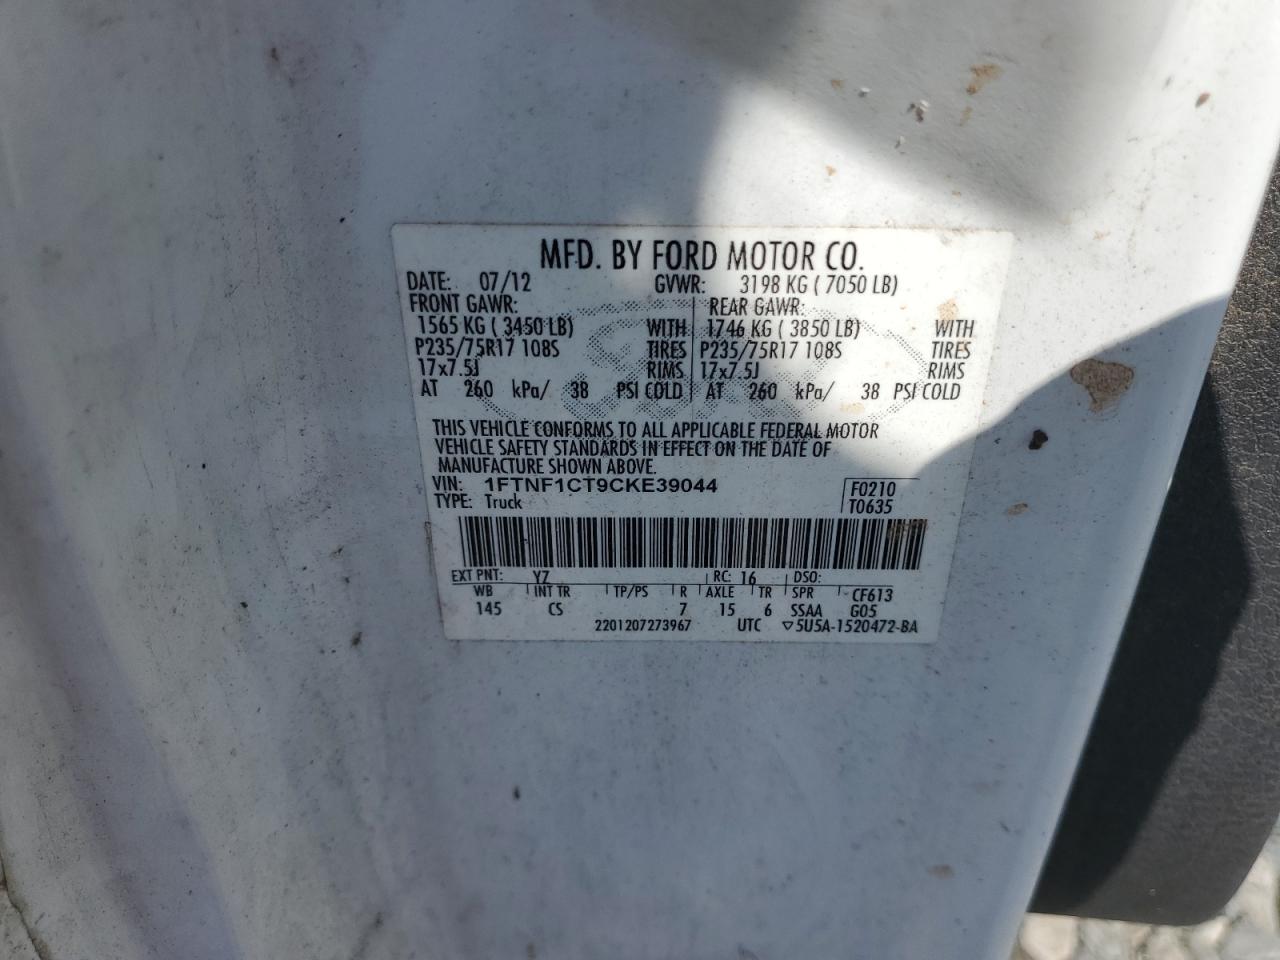 MFD. BY FORD MOTOR CO.
DATE: 07/12 GVWR: 3198 KG ( 7050 LB)
FRONT GAWR: REAR GAWR:
1565 KG ( 3450 LB) WITH 1746 KG ( 3850 LB) WITH
P235/75R17 108S TIRES P235/75R17 108S TIRES
17x7.5J RIMS 17x7.5J RIMS
AT 260 kPa/ 38 PSI COLD AT 260 kPa/ 38 PSI COLD
THIS VEHICLE CONFORMS TO ALL APPLICABLE FEDERAL MOTOR
VEHICLE SAFETY STANDARDS IN EFFECT ON THE DATE OF
MANUFACTURE SHOWN ABOVE.
VIN: 1FTNF1CT9CKE39044 F0210
TYPE: Truck T0635
EXT PNT: YZ RC: 16 DSO:
WB INT TR TP/PS R AXLE TR SPR CF613
145 CS 7 15 6 SSAA G05
2201207273967 UTC ▽5U5A-1520472-BA